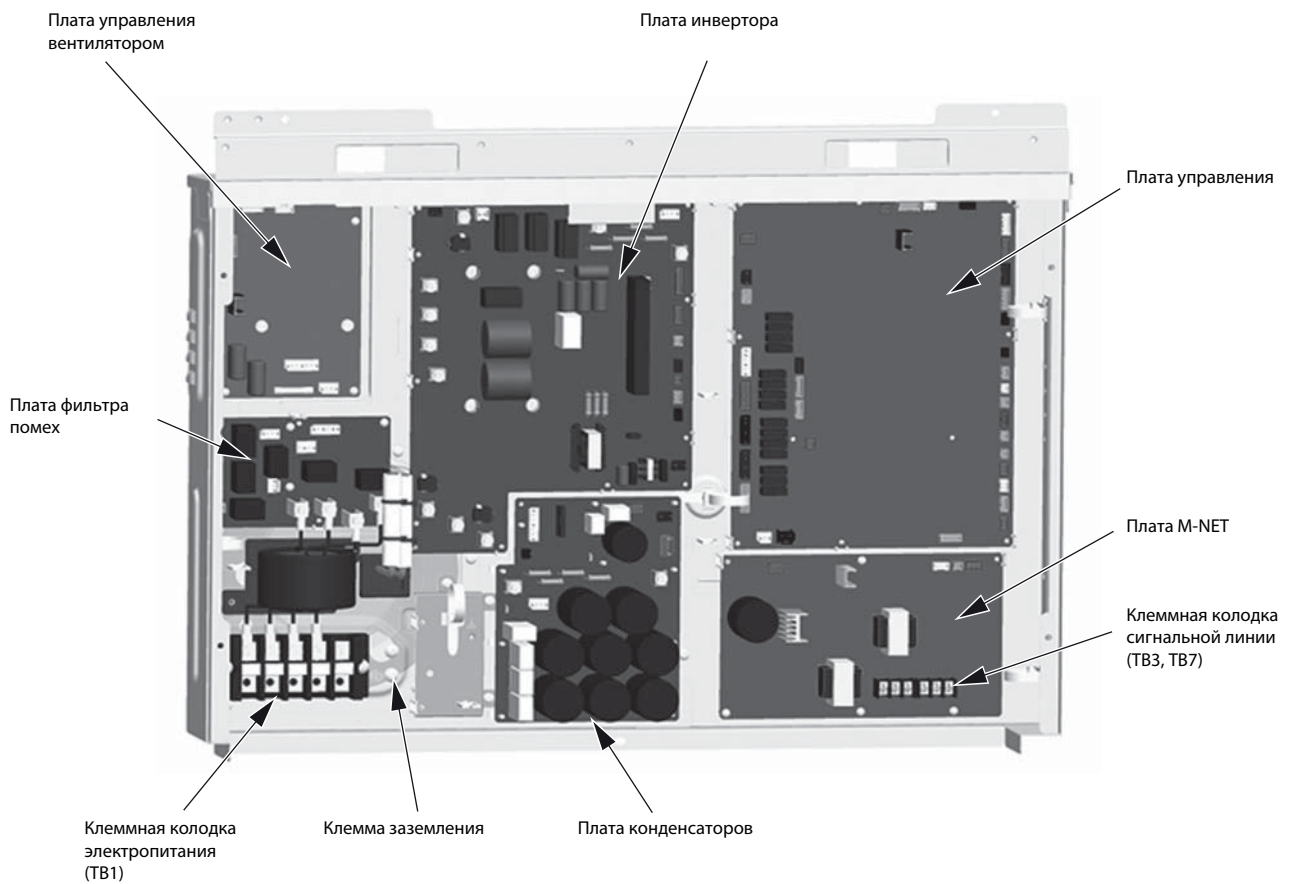 Плата управления
вентилятором
Плата инвертора
Плата управления
Плата фильтра
помех
Плата M-NET
Клеммная колодка
сигнальной линии
(TB3, TB7)
Клеммная колодка
электропитания
(TB1)
Клемма заземления
Плата конденсаторов